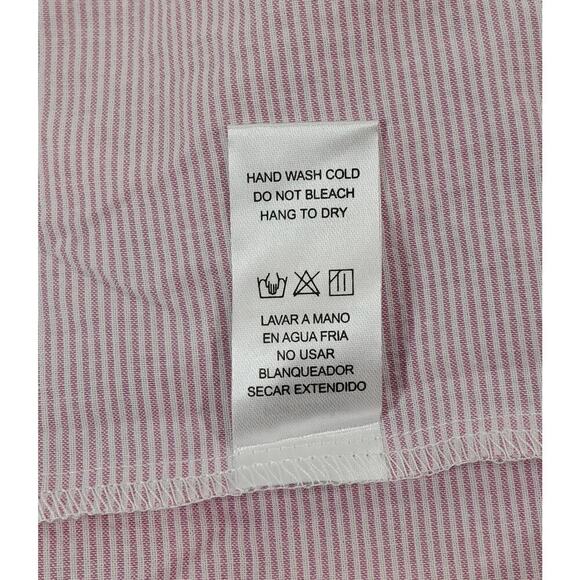 HAND WASH COLD
DO NOT BLEACH
HANG TO DRY
LAVAR A MANO
EN AGUA FRIA
NO USAR
BLANQUEADOR
SECAR EXTENDIDO